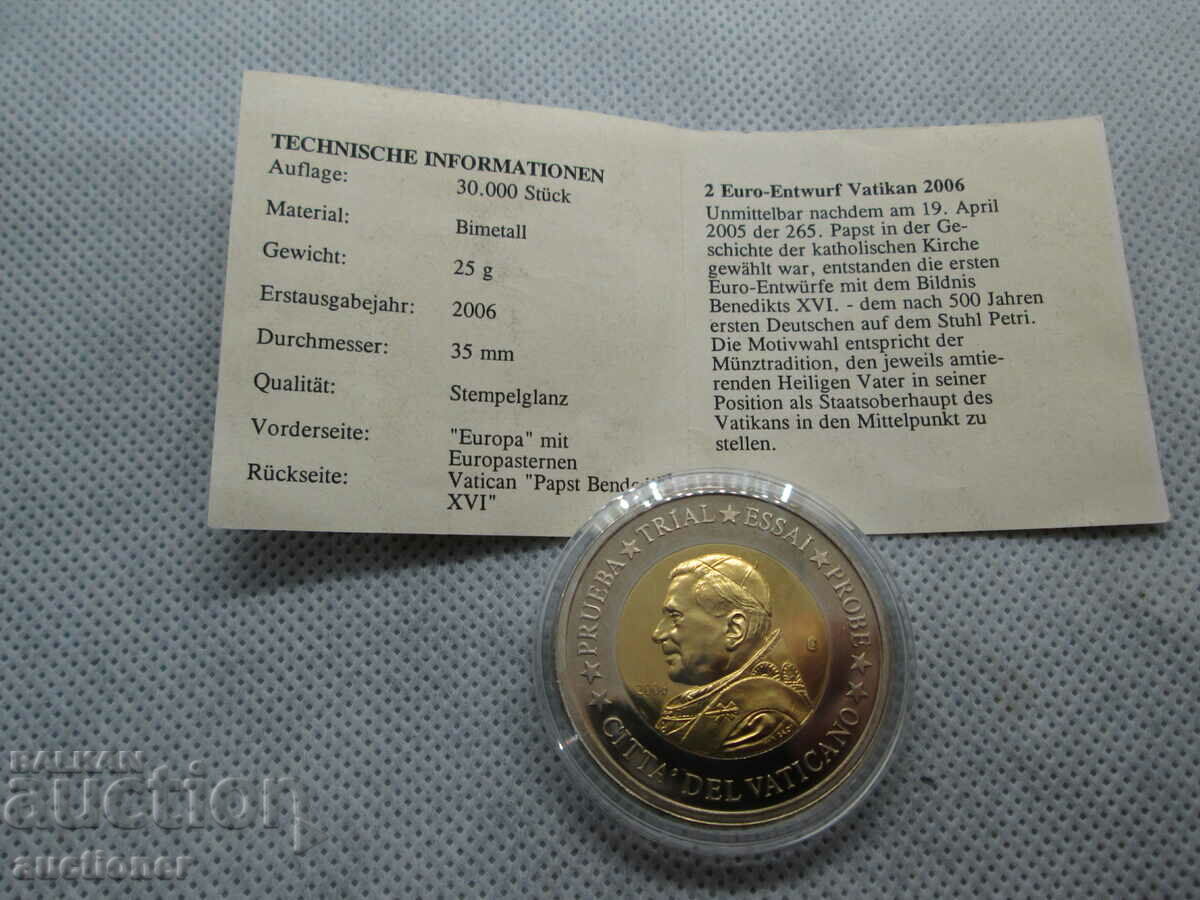 TECHNISCHE INFORMATIONEN
Auflage: 30.000 Stück
Material: Bimetall
Gewicht: 25 g
Erstausgabejahr: 2006
Durchmesser: 35 mm
Qualität: Stempelglanz
Vorderseite: "Europa" mit
Europasternen
Rückseite: Vatican "Papst
XVI"
2 Euro-Entwurf Vatikan 2006
Unmittelbar nachdem am 19. April
2005 der 265. Papst in der Ge-
schichte der katholischen Kirche
gewählt war, entstanden die ersten
Euro-Entwürfe mit dem Bildnis
Benedikts XVI. - dem nach 500 Jahren
ersten Deutschen auf dem Stuhl Petri.
Die Motivwahl entspricht der
Münztradition, den jeweils amtie-
renden Heiligen Vater in seiner
Position als Staatsoberhaupt des
Vatikans in den Mittelpunkt zu
stellen.
★ PRUEBA ★ TRIAL ★ ESSAI ★ PROBE ★
★ CITTA' DEL VATICANO ★
2006
BALKAN
auction
auctioner